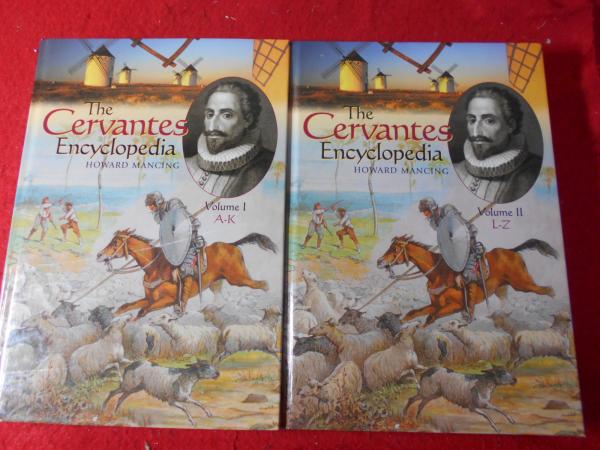 The
Cervantes
Encyclopedia
HOWARD MANCING
Volume I
A-K
The
Cervantes
Encyclopedia
HOWARD MANCING
Volume II
L-Z